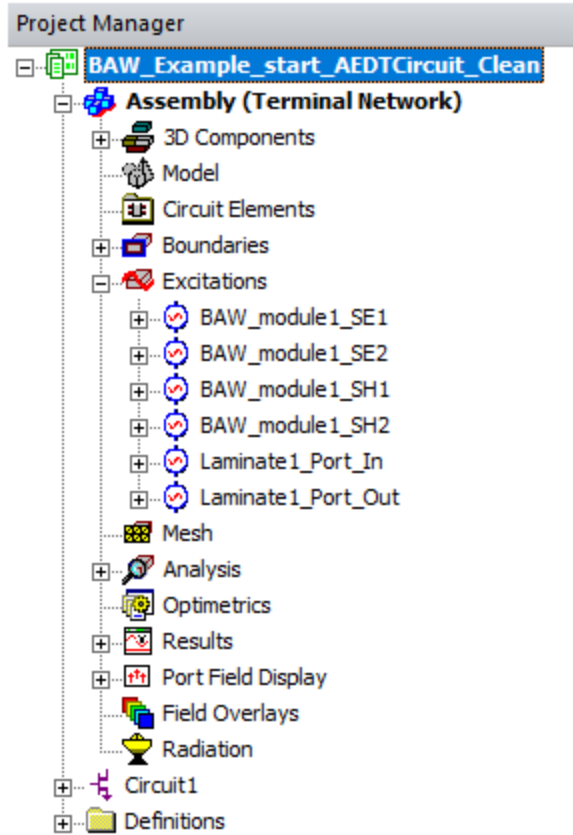 Project Manager
BAW_Example_start_AEDTCircuit_Clean
Assembly (Terminal Network)
3D Components
Model
Circuit Elements
Boundaries
Excitations
BAW_module1_SE1
BAW_module1_SE2
BAW_module1_SH1
BAW_module1_SH2
Laminate1_Port_In
Laminate1_Port_Out
Mesh
Analysis
Optimetrics
Results
Port Field Display
Field Overlays
Radiation
Circuit1
Definitions